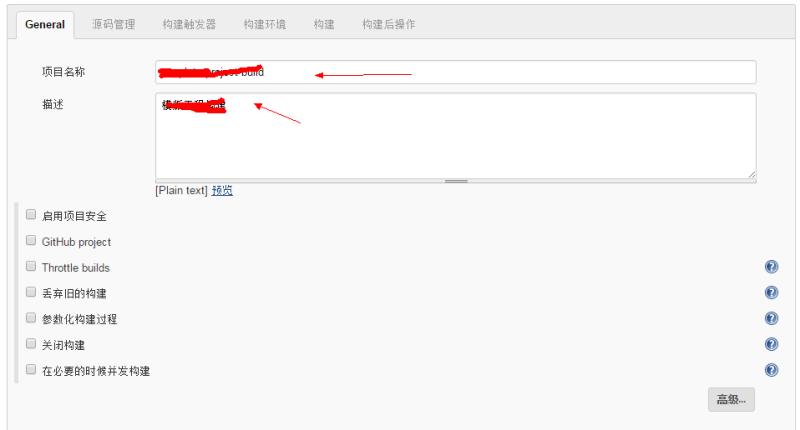 General 源码管理 构建触发器 构建环境 构建 构建后操作
项目名称
build
描述
[Plain text] 预览
启用项目安全
GitHub project
Throttle builds
丢弃旧的构建
参数化构建过程
关闭构建
在必要的时候并发构建
高级...